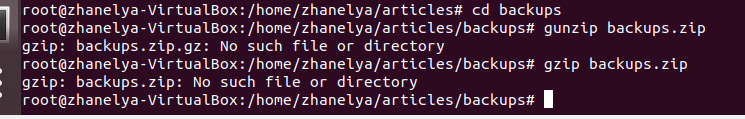 root@zhanelya-VirtualBox:/home/zhanelya/articles# cd backups
root@zhanelya-VirtualBox:/home/zhanelya/articles/backups# gunzip backups.zip
gzip: backups.zip.gz: No such file or directory
root@zhanelya-VirtualBox:/home/zhanelya/articles/backups# gzip backups.zip
gzip: backups.zip: No such file or directory
root@zhanelya-VirtualBox:/home/zhanelya/articles/backups#